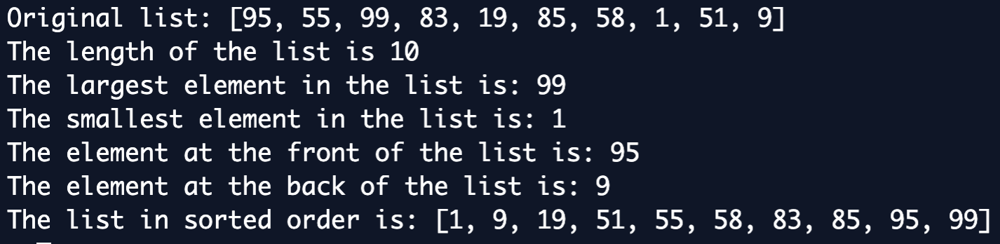 Original list: [95, 55, 99, 83, 19, 85, 58, 1, 51, 9]
The length of the list is 10
The largest element in the list is: 99
The smallest element in the list is: 1
The element at the front of the list is: 95
The element at the back of the list is: 9
The list in sorted order is: [1, 9, 19, 51, 55, 58, 83, 85, 95, 99]